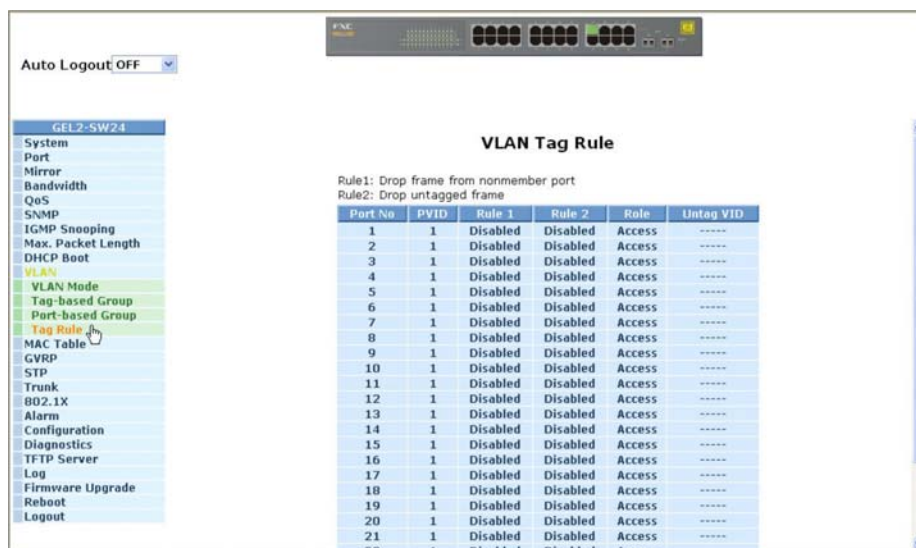 Auto Logout OFF
GEL2-SW24
System
Port
Mirror
Bandwidth
QoS
SNMP
IGMP Snooping
Max. Packet Length
DHCP Boot
VLAN
VLAN Mode
Tag-based Group
Port-based Group
Tag Rule
MAC Table
GVRP
STP
Trunk
802.1X
Alarm
Configuration
Diagnostics
TFTP Server
Log
Firmware Upgrade
Reboot
Logout
FXC
VLAN Tag Rule
Rule1: Drop frame from nonmember port
Rule2: Drop untagged frame
Port No PVID Rule 1 Rule 2 Role Untag VID
1 1 Disabled Disabled Access -----
2 1 Disabled Disabled Access -----
3 1 Disabled Disabled Access -----
4 1 Disabled Disabled Access -----
5 1 Disabled Disabled Access -----
6 1 Disabled Disabled Access -----
7 1 Disabled Disabled Access -----
8 1 Disabled Disabled Access -----
9 1 Disabled Disabled Access -----
10 1 Disabled Disabled Access -----
11 1 Disabled Disabled Access -----
12 1 Disabled Disabled Access -----
13 1 Disabled Disabled Access -----
14 1 Disabled Disabled Access -----
15 1 Disabled Disabled Access -----
16 1 Disabled Disabled Access -----
17 1 Disabled Disabled Access -----
18 1 Disabled Disabled Access -----
19 1 Disabled Disabled Access -----
20 1 Disabled Disabled Access -----
21 1 Disabled Disabled Access -----